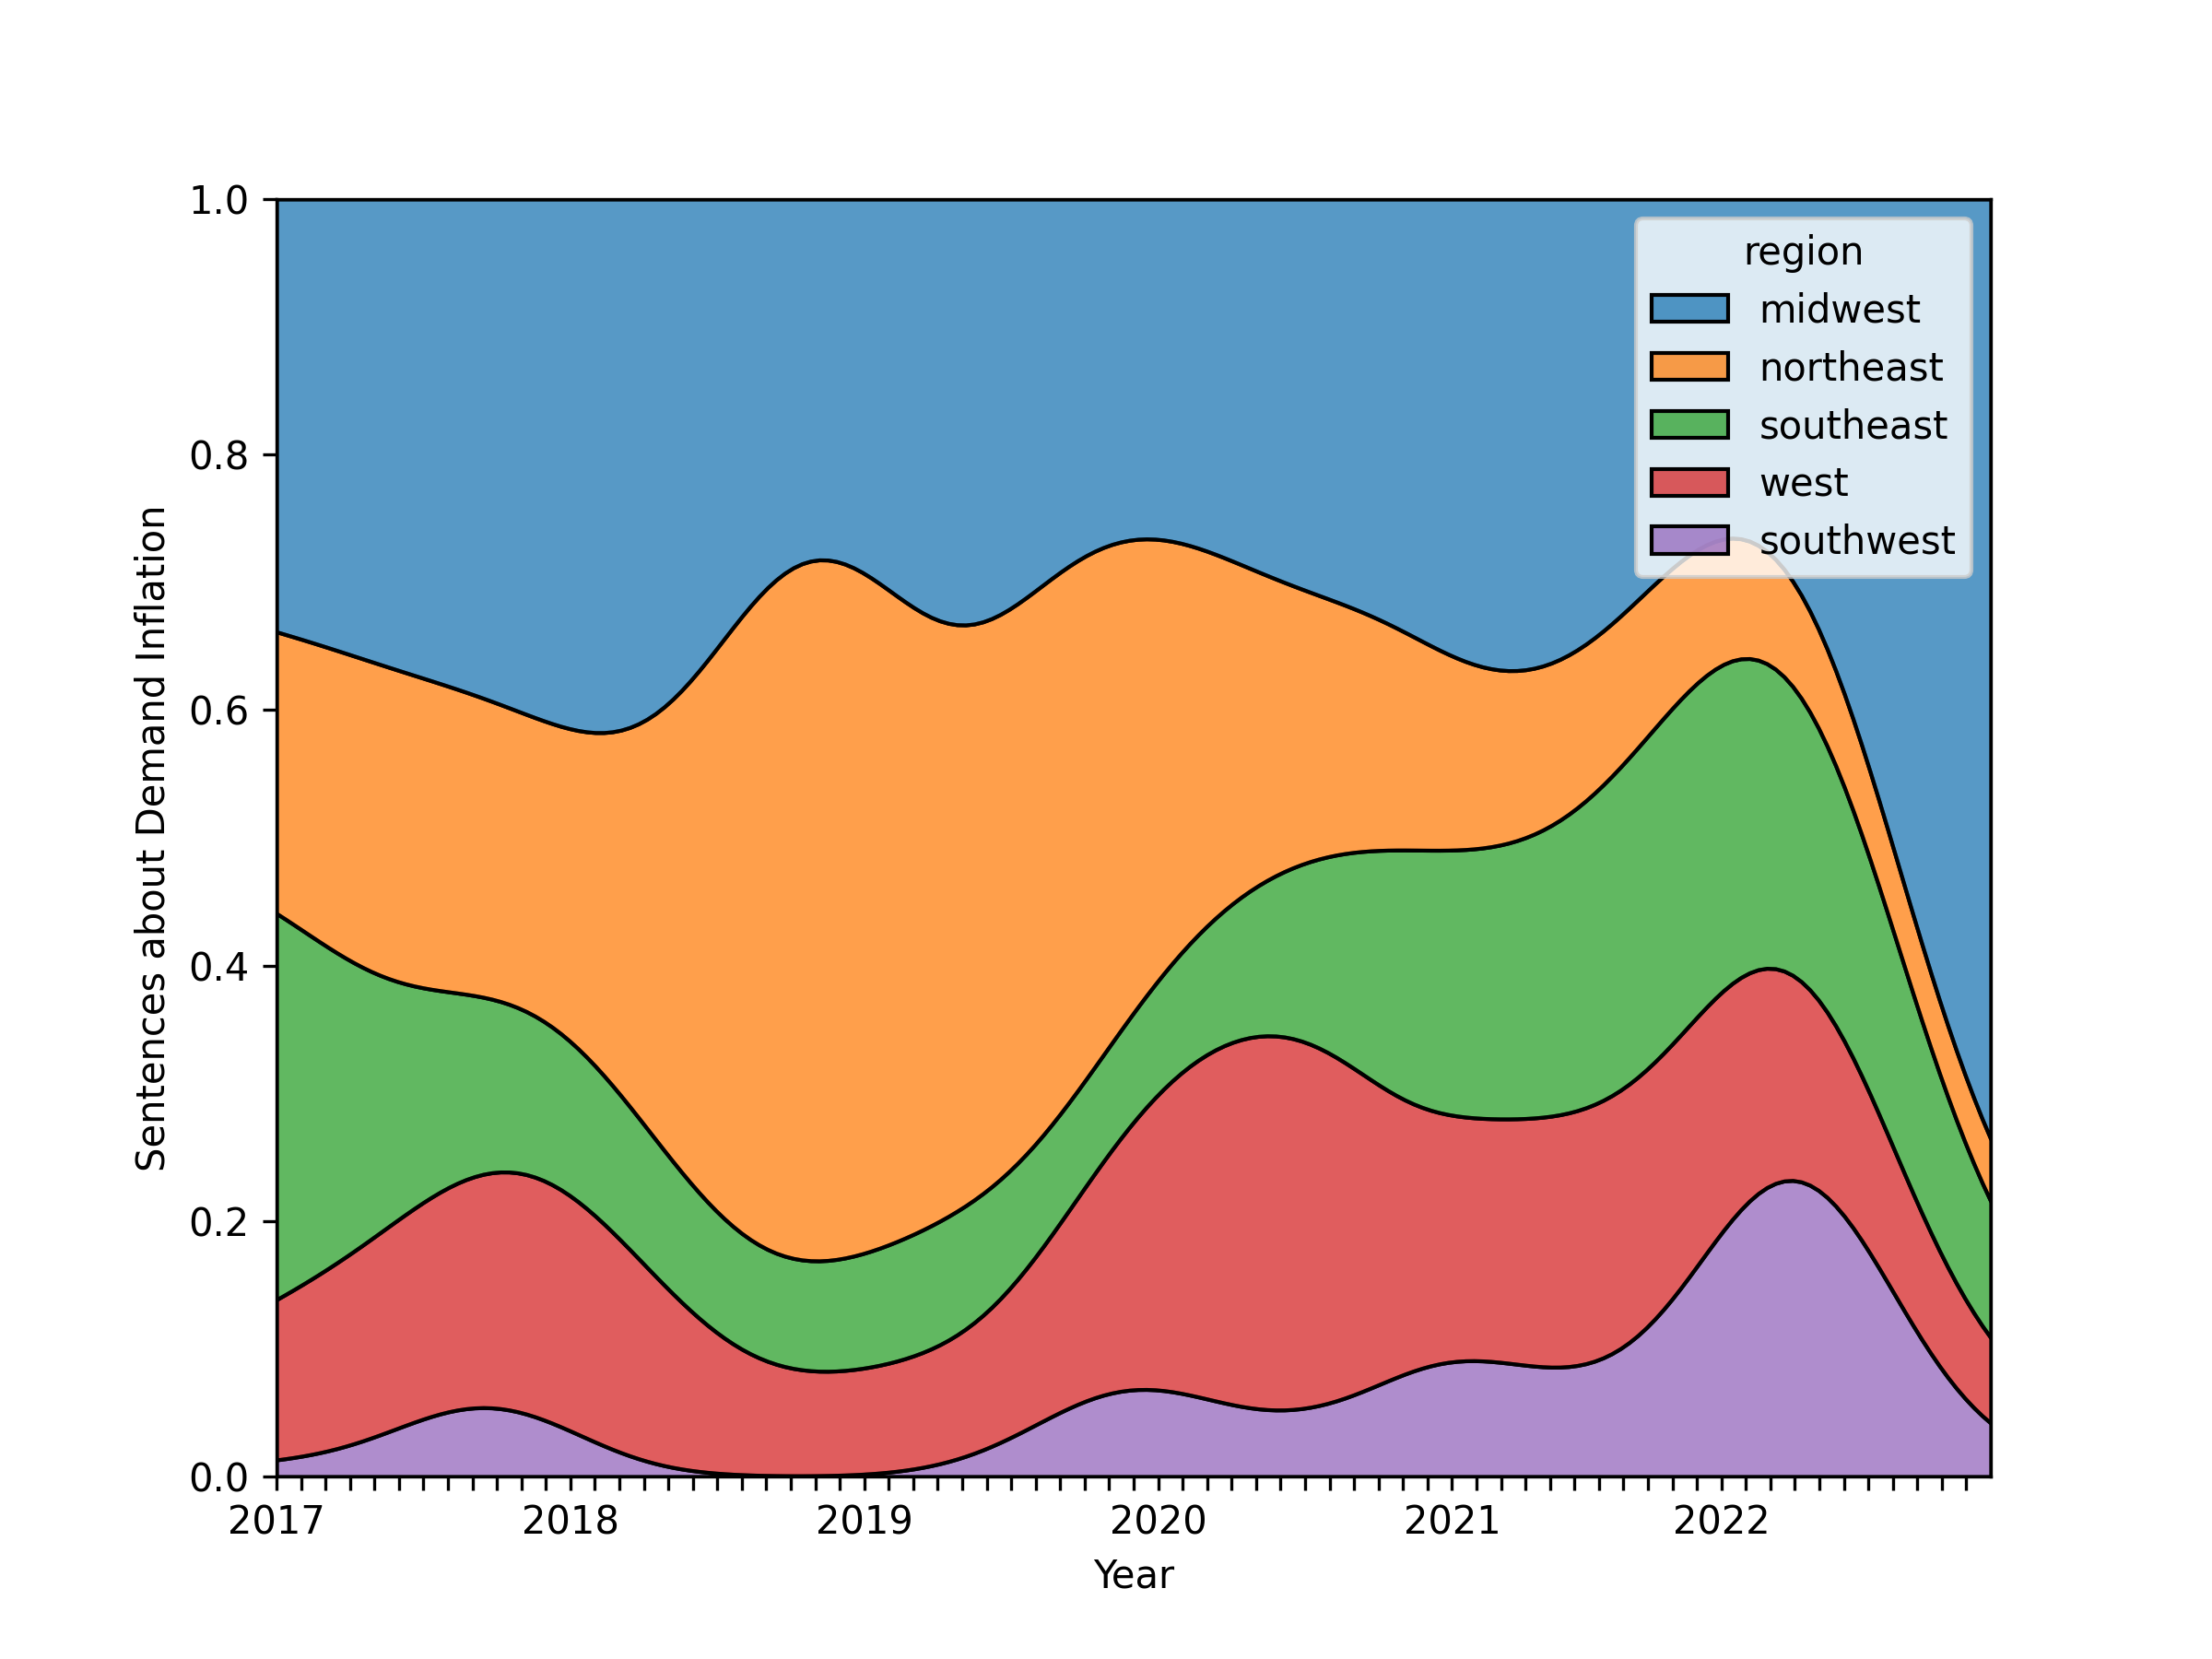 Sentences about Demand Inflation
1.0
0.8
0.6
0.4
0.2
0.0
region
midwest
northeast
southeast
west
southwest
2017 2018 2019 2020 2021 2022
Year